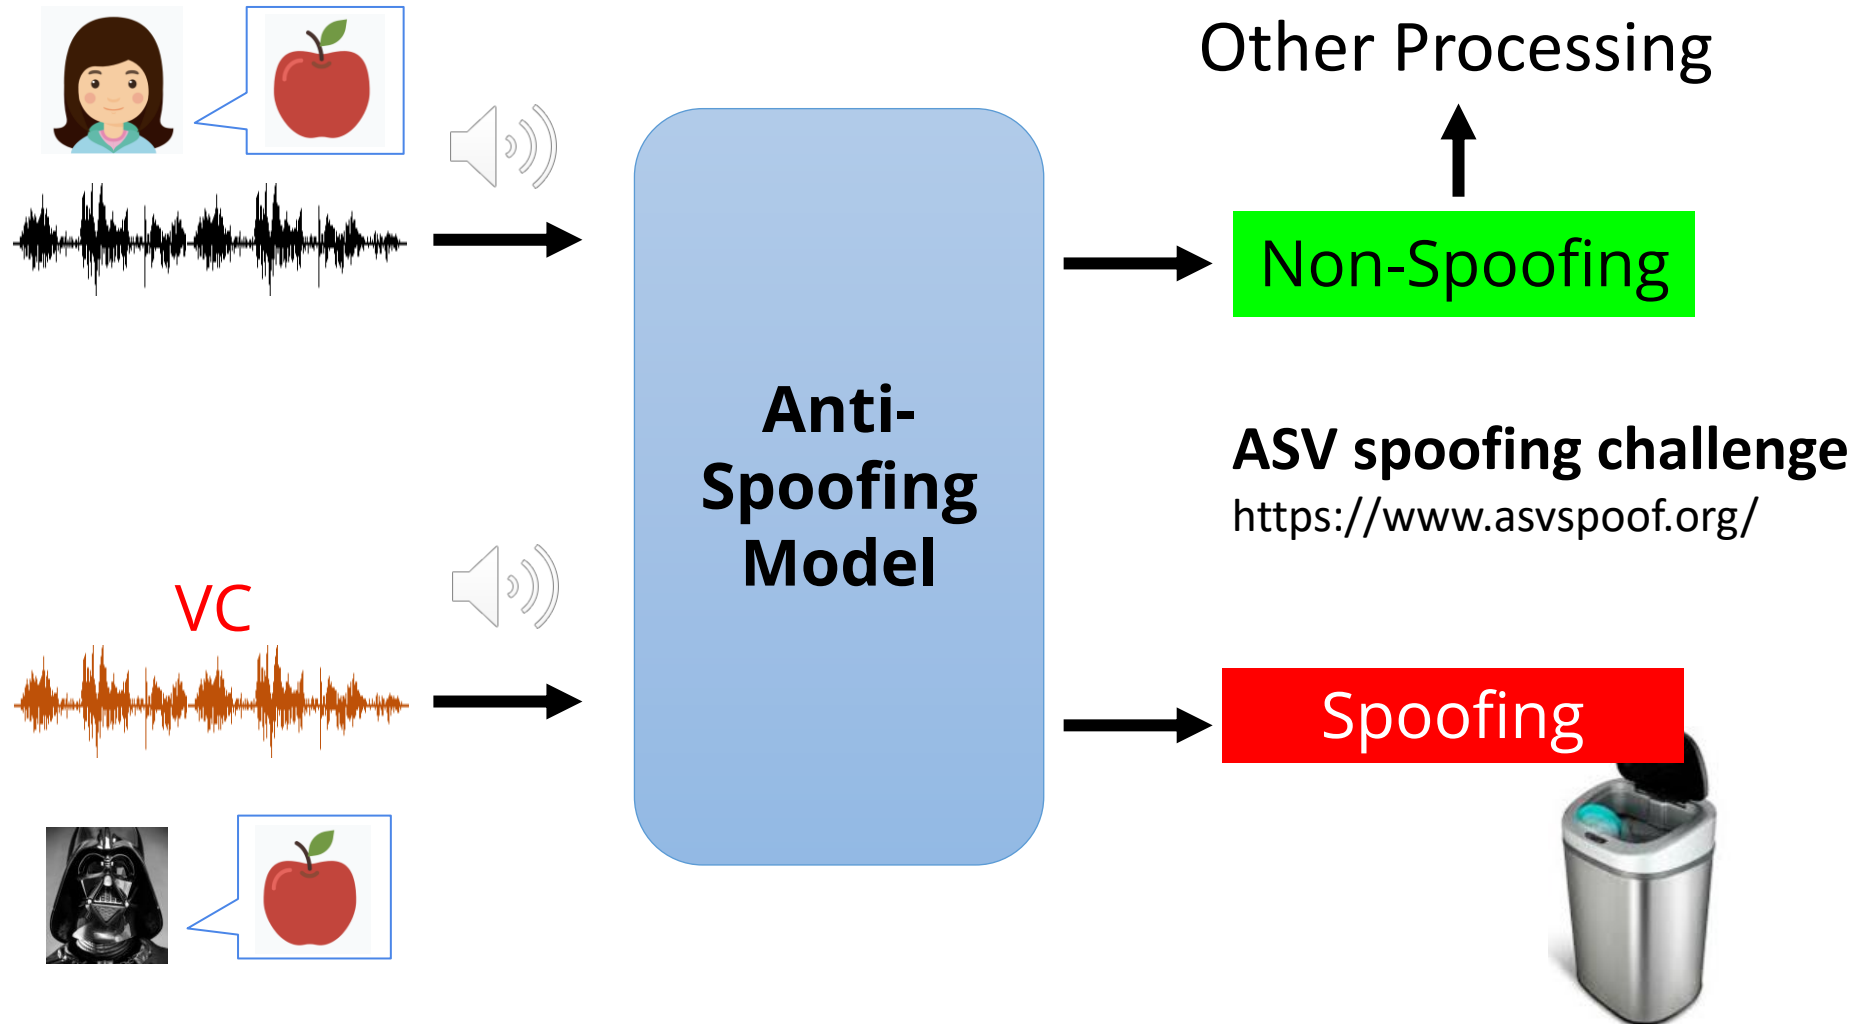 Other Processing
Non-Spoofing
Anti-
Spoofing
Model
ASV spoofing challenge
https://www.asvspoof.org/
VC
Spoofing